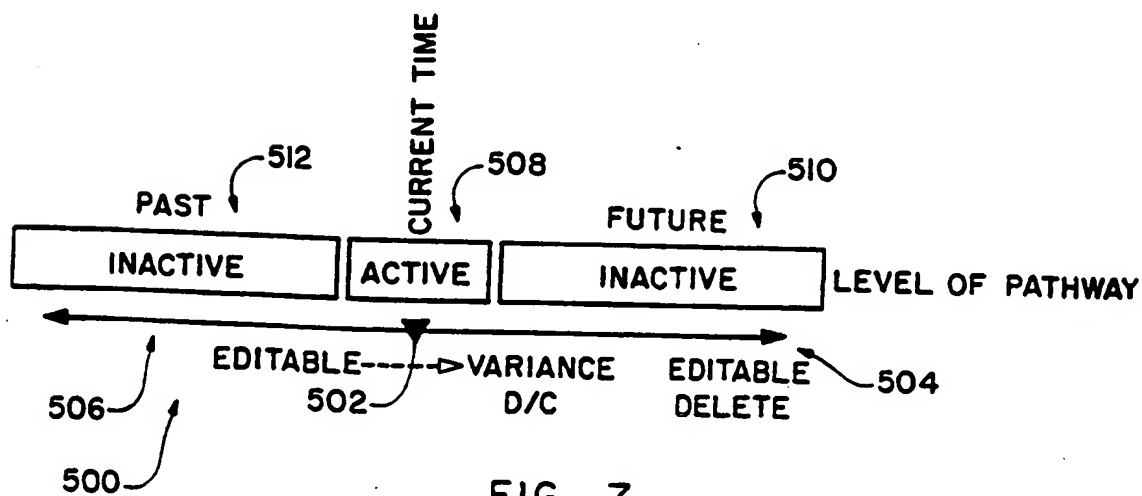 CURRENT TIME
512
508
510
PAST
FUTURE
INACTIVE
ACTIVE
INACTIVE
LEVEL OF PATHWAY
EDITABLE
VARIANCE
D/C
EDITABLE
DELETE
504
506
502
500
FIG. 7